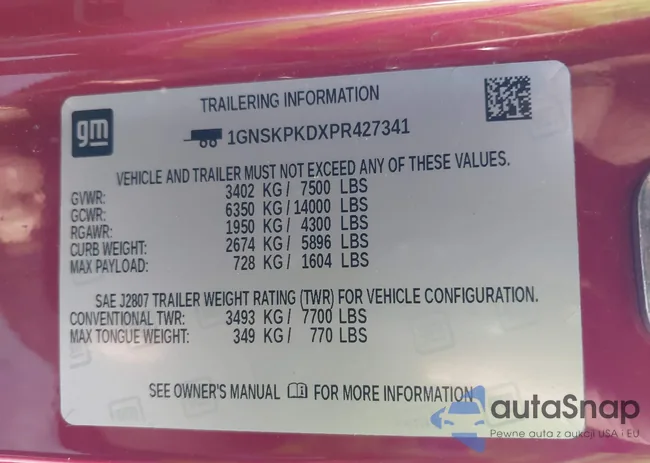 gm
TRAILERING INFORMATION
1GNSKPKDXPR427341
VEHICLE AND TRAILER MUST NOT EXCEED ANY OF THESE VALUES.
GVWR: 3402 KG / 7500 LBS
GCWR: 6350 KG / 14000 LBS
RGAWR: 1950 KG / 4300 LBS
CURB WEIGHT: 2674 KG / 5896 LBS
MAX PAYLOAD: 728 KG / 1604 LBS
SAE J2807 TRAILER WEIGHT RATING (TWR) FOR VEHICLE CONFIGURATION.
CONVENTIONAL TWR: 3493 KG / 7700 LBS
MAX TONGUE WEIGHT: 349 KG / 770 LBS
SEE OWNER'S MANUAL FOR MORE INFORMATION
autaSnap
Pewne auta z aukcji USA i EU